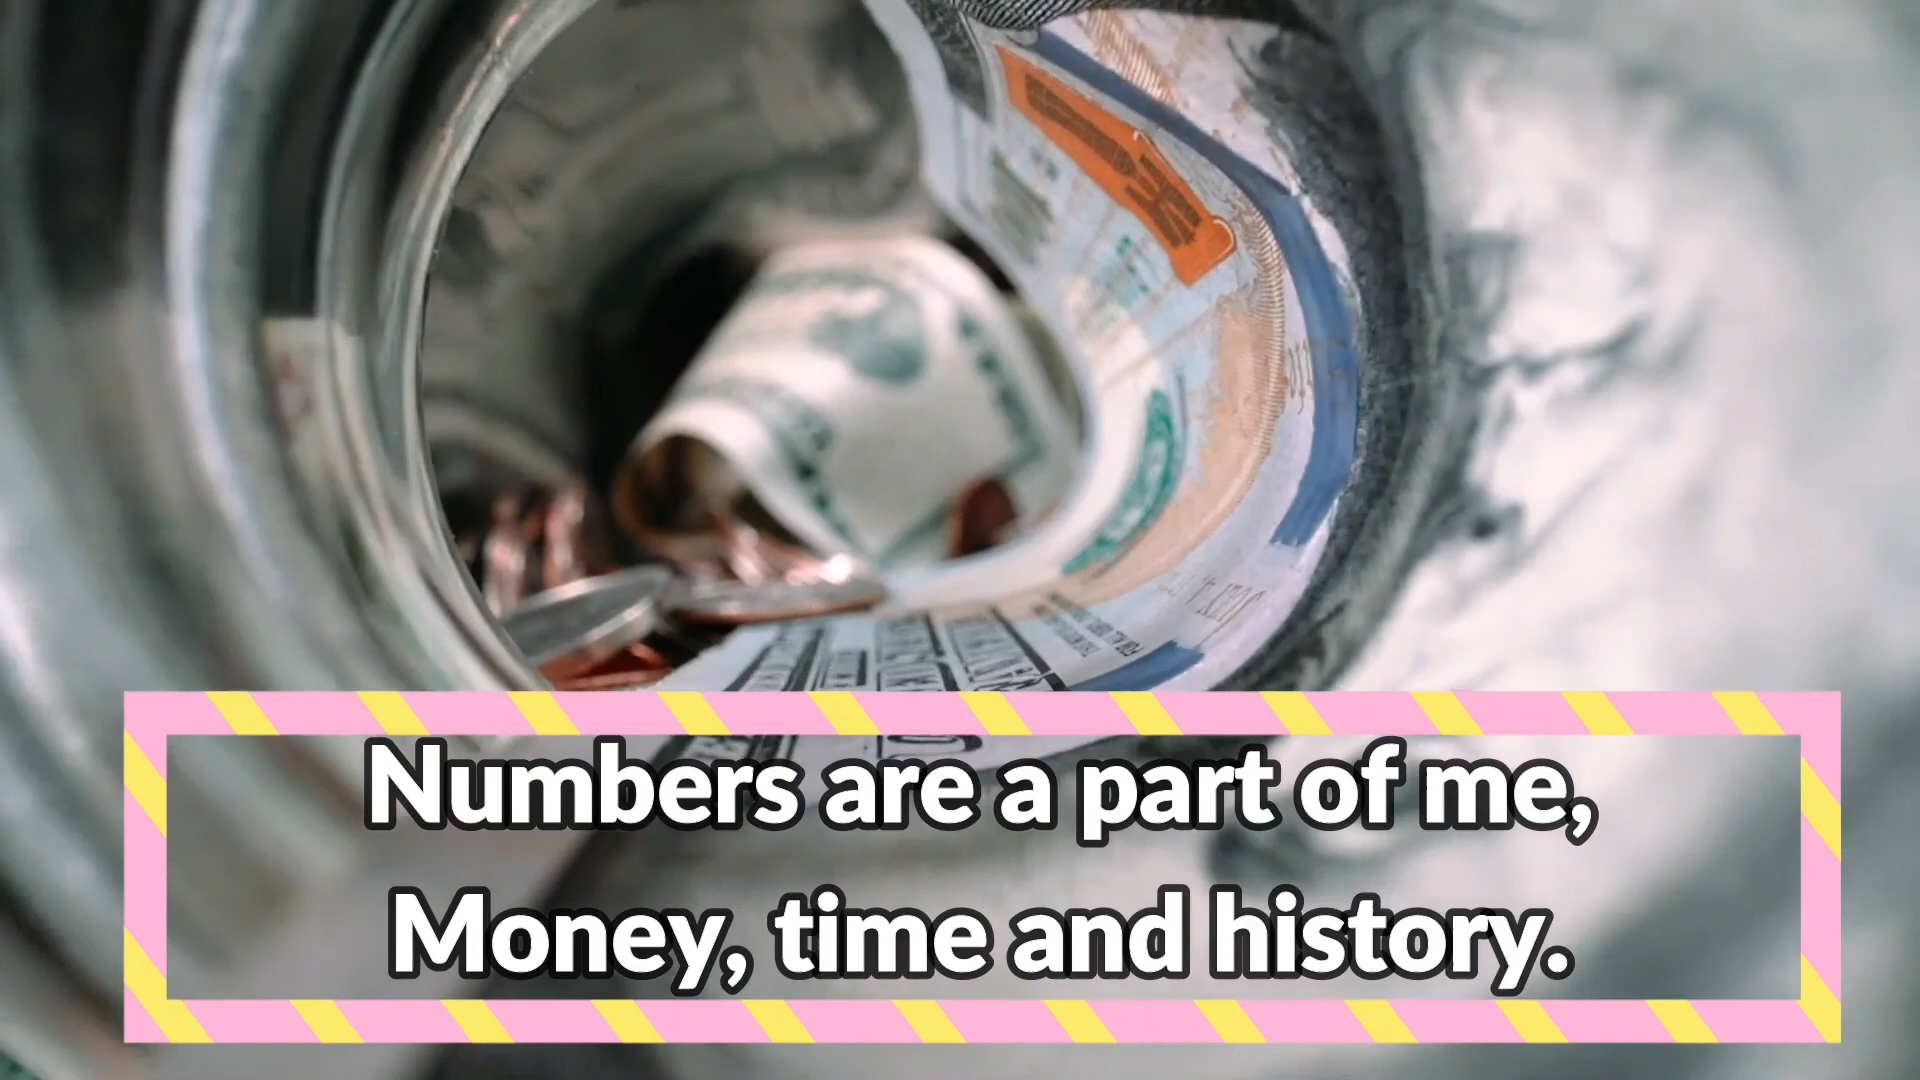 Numbers are a part of me,
Money, time and history.